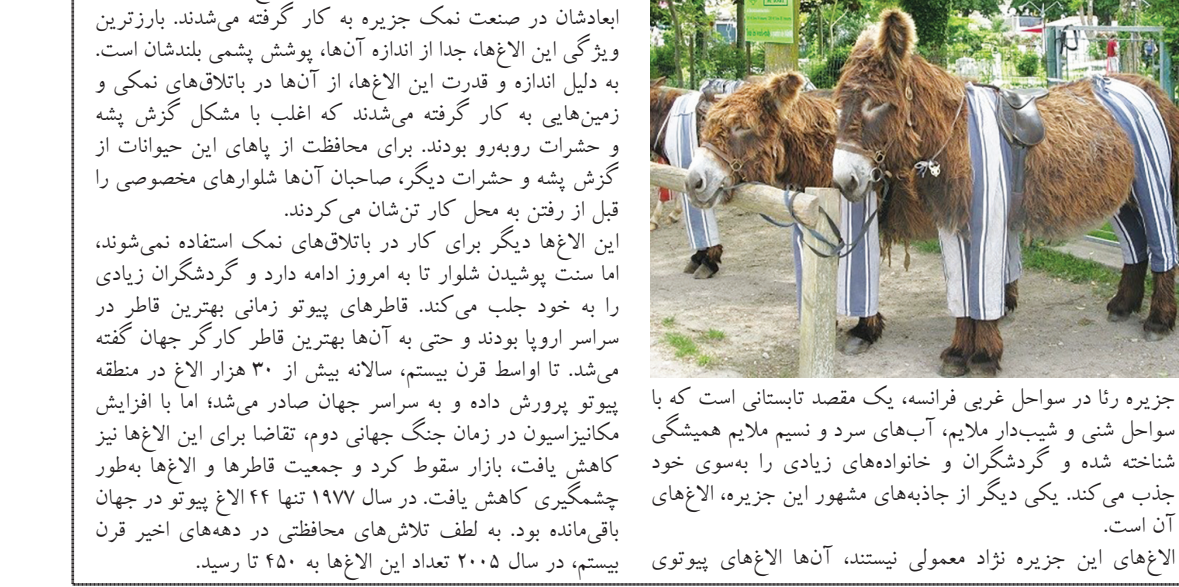 جزیره رئا در سواحل غربی فرانسه، یک مقصد تابستانی است که با
سواحل شنی و شیب‌دار ملایم، آب‌های سرد و نسیم ملایم همیشگی
شناخته شده و گردشگران و خانواده‌های زیادی را به‌سوی خود
جذب می‌کند. یکی دیگر از جاذبه‌های مشهور این جزیره، الاغ‌های
آن است.
الاغ‌های این جزیره نژاد معمولی نیستند، آن‌ها الاغ‌های پیوتوی
ابعادشان در صنعت نمک جزیره به کار گرفته می‌شدند. بارزترین
ویژگی این الاغ‌ها، جدا از اندازه آن‌ها، پوشش پشمی بلندشان است.
به دلیل اندازه و قدرت این الاغ‌ها، از آن‌ها در باتلاق‌های نمکی و
زمین‌هایی به کار گرفته می‌شدند که اغلب با مشکل گزش پشه
و حشرات روبه‌رو بودند. برای محافظت از پاهای این حیوانات از
گزش پشه و حشرات دیگر، صاحبان آن‌ها شلوارهای مخصوصی را
قبل از رفتن به محل کار تن‌شان می‌کردند.
این الاغ‌ها دیگر برای کار در باتلاق‌های نمک استفاده نمی‌شوند،
اما سنت پوشیدن شلوار تا به امروز ادامه دارد و گردشگران زیادی
را به خود جلب می‌کند. قاطرهای پیوتو زمانی بهترین قاطر در
سراسر اروپا بودند و حتی به آن‌ها بهترین قاطر کارگر جهان گفته
می‌شد. تا اواسط قرن بیستم، سالانه بیش از ۳۰ هزار الاغ در منطقه
پیوتو پرورش داده و به سراسر جهان صادر می‌شد؛ اما با افزایش
مکانیزاسیون در زمان جنگ جهانی دوم، تقاضا برای این الاغ‌ها نیز
کاهش یافت، بازار سقوط کرد و جمعیت قاطرها و الاغ‌ها به‌طور
چشمگیری کاهش یافت. در سال ۱۹۷۷ تنها ۴۴ الاغ پیوتو در جهان
باقی‌مانده بود. به لطف تلاش‌های محافظتی در دهه‌های اخیر قرن
بیستم، در سال ۲۰۰۵ تعداد این الاغ‌ها به ۴۵۰ تا رسید.